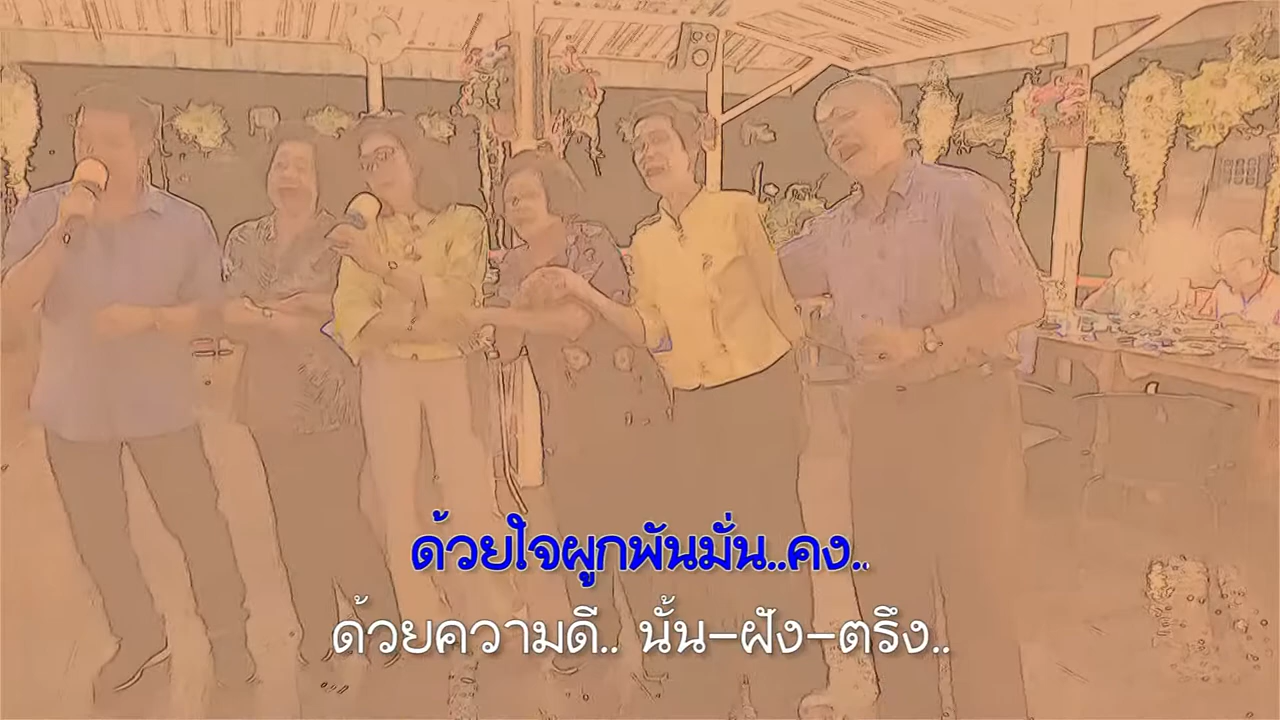 ด้วยใจผูกพันมั่น..คง..
ด้วยความดี.. นั้น-ฝัง-ตรึง..